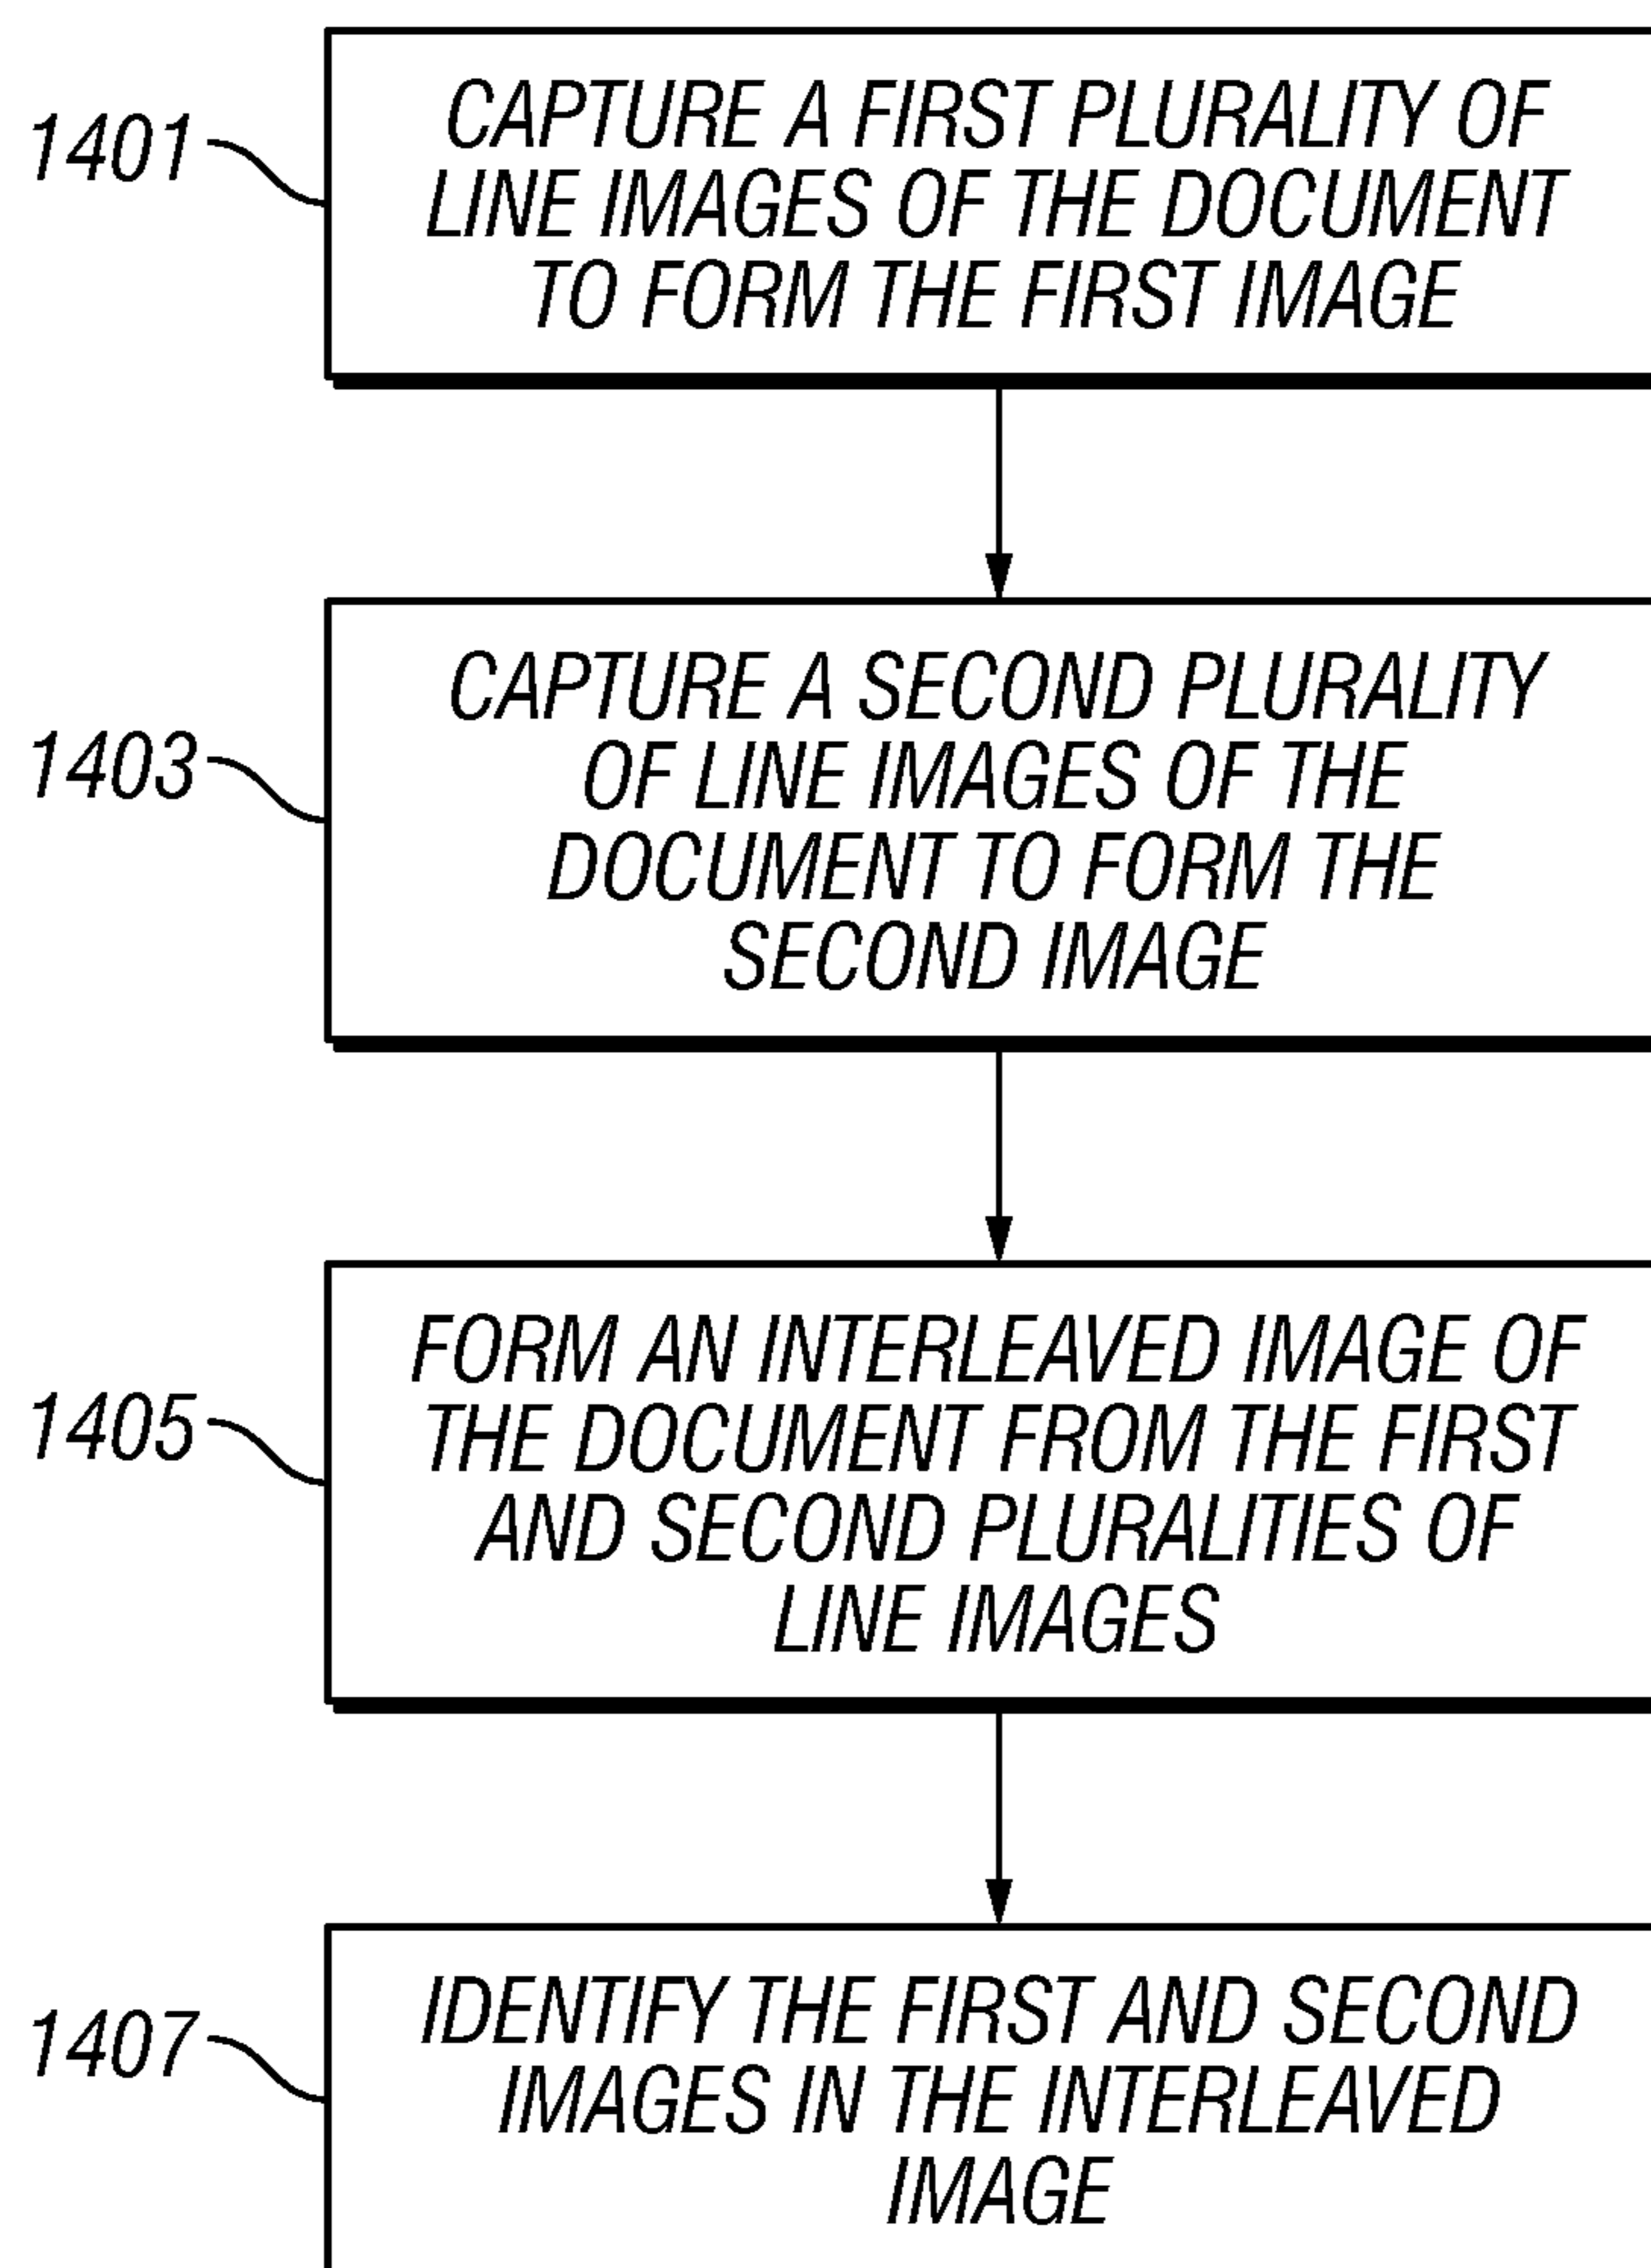 1401
CAPTURE A FIRST PLURALITY OF
LINE IMAGES OF THE DOCUMENT
TO FORM THE FIRST IMAGE
1403
CAPTURE A SECOND PLURALITY
OF LINE IMAGES OF THE
DOCUMENT TO FORM THE
SECOND IMAGE
1405
FORM AN INTERLEAVED IMAGE OF
THE DOCUMENT FROM THE FIRST
AND SECOND PLURALITIES OF
LINE IMAGES
1407
IDENTIFY THE FIRST AND SECOND
IMAGES IN THE INTERLEAVED
IMAGE